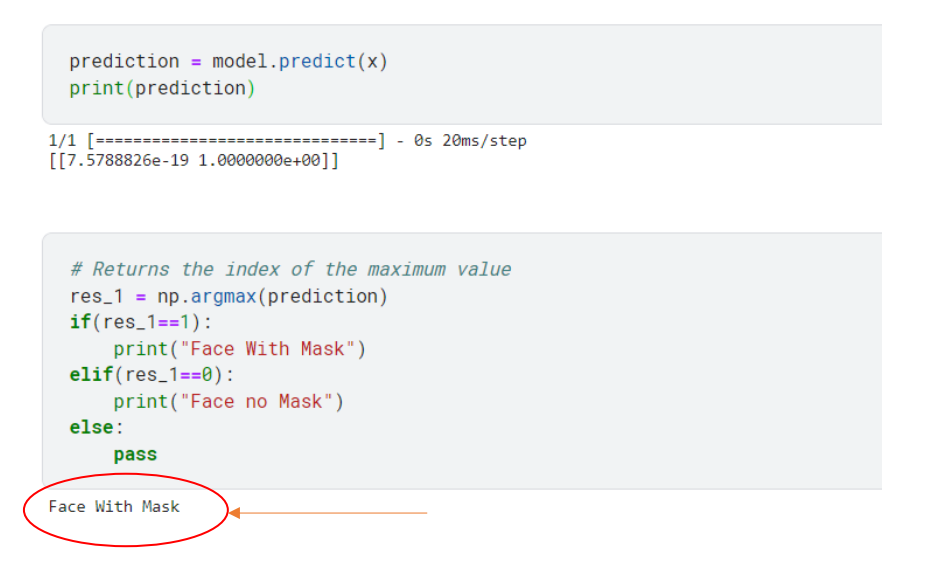 prediction = model.predict(x)
print(prediction)
1/1 [==============================] - 0s 20ms/step
[[7.5788826e-19 1.0000000e+00]]
# Returns the index of the maximum value
res_1 = np.argmax(prediction)
if(res_1==1):
    print("Face With Mask")
elif(res_1==0):
    print("Face no Mask")
else:
    pass
Face With Mask